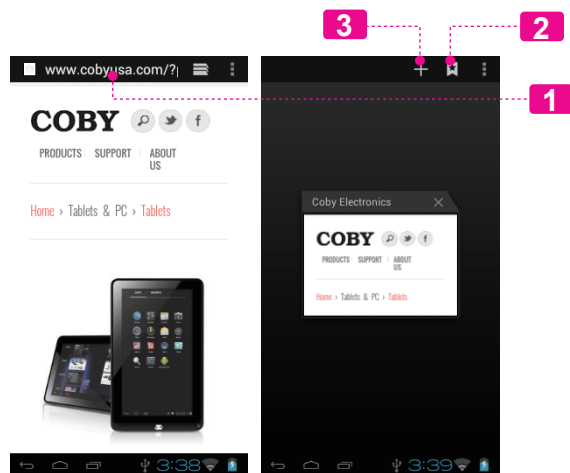 3
2
www.cobyusa.com/?
1
COBY
PRODUCTS SUPPORT ABOUT
US
Home › Tablets & PC › Tablets
3:38
Coby Electronics
COBY
PRODUCTS SUPPORT ABOUT
US
Home › Tablets & PC › Tablets
3:39